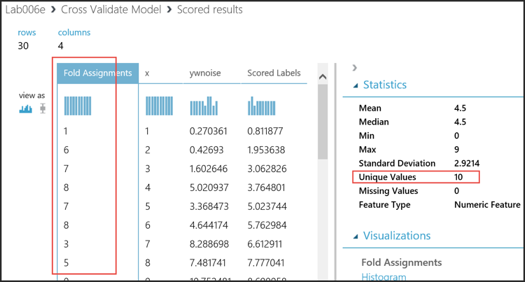 Lab006e > Cross Validate Model > Scored results
rows columns
30 4
view as
Fold Assignments x ywnoise Scored Labels
1 1 0.270361 0.811877
6 2 0.42693 1.953638
7 3 1.602646 3.062826
8 4 5.020937 3.764801
7 5 3.368473 5.023744
8 6 4.644174 5.762984
3 7 8.288698 6.612911
5 8 7.481741 7.777041
Statistics
Mean 4.5
Median 4.5
Min 0
Max 9
Standard Deviation 2.9214
Unique Values 10
Missing Values 0
Feature Type Numeric Feature
Visualizations
Fold Assignments
Histogram